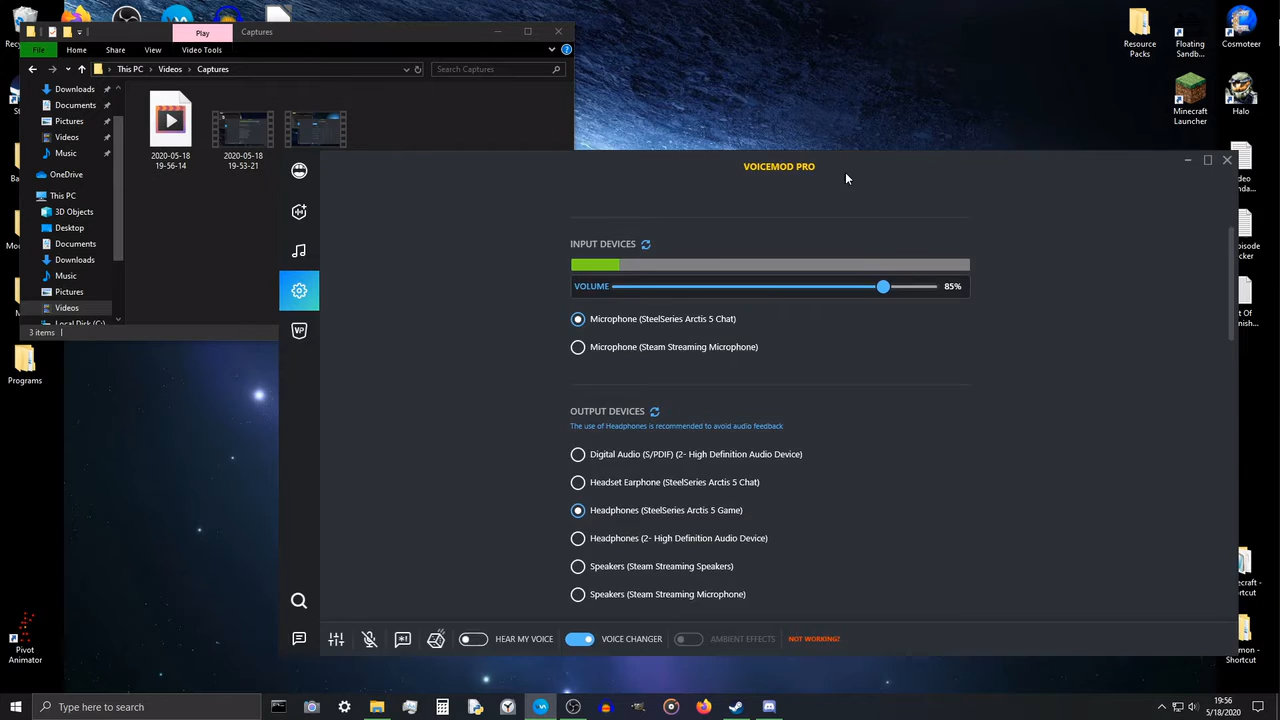 Play
Captures
File
Home
Share
View
Video Tools
This PC
Videos
Captures
Search Captures
Downloads
Documents
Pictures
Videos
Music
OneDrive
This PC
3D Objects
Desktop
Documents
Downloads
Music
Pictures
Videos
2020-05-18
19-56-14
2020-05-18
19-53-21
3 items
VOICEMOD PRO
INPUT DEVICES
VOLUME
85%
Microphone (SteelSeries Arctis 5 Chat)
Microphone (Steam Streaming Microphone)
OUTPUT DEVICES
The use of Headphones is recommended to avoid audio feedback
Digital Audio (S/PDIF) (2- High Definition Audio Device)
Headset Earphone (SteelSeries Arctis 5 Chat)
Headphones (SteelSeries Arctis 5 Game)
Headphones (2- High Definition Audio Device)
Speakers (Steam Streaming Speakers)
Speakers (Steam Streaming Microphone)
HEAR MY VOICE
VOICE CHANGER
AMBIENT EFFECTS
NOT WORKING?
VP
Resource
Packs
Floating
Sandb...
Cosmoteer
Minecraft
Launcher
Halo
Programs
Pivot
Animator
Type here to search
19:56
5/18/2020